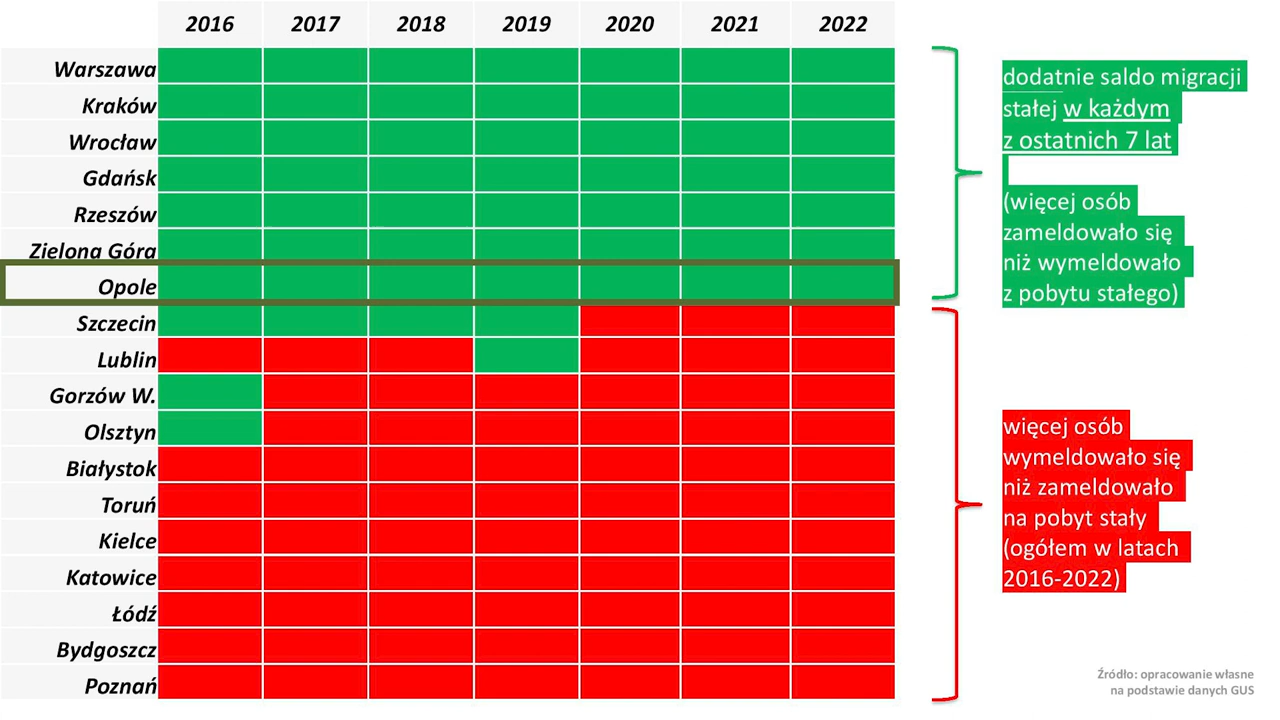 2016 2017 2018 2019 2020 2021 2022
Warszawa
Kraków
Wrocław
Gdańsk
Rzeszów
Zielona Góra
Opole
Szczecin
Lublin
Gorzów W.
Olsztyn
Białystok
Toruń
Kielce
Katowice
Łódź
Bydgoszcz
Poznań
dodatnie saldo migracji
stałej w każdym
z ostatnich 7 lat
(więcej osób
zameldowało się
niż wymeldowało
z pobytu stałego)
więcej osób
wymeldowało się
niż zameldowało
na pobyt stały
(ogółem w latach
2016-2022)
Źródło: opracowanie własne
na podstawie danych GUS